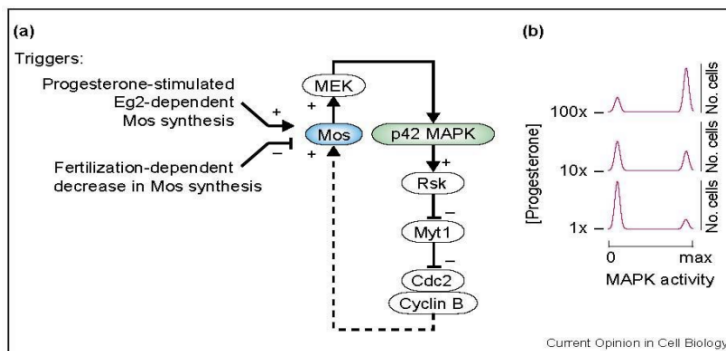 (a)
Triggers:
Progesterone-stimulated
Eg2-dependent
Mos synthesis
+
Fertilization-dependent
decrease in Mos synthesis
–
MEK
+
Mos
+
p42 MAPK
+
Rsk
–
Myt1
–
Cdc2
Cyclin B
(b)
[Progesterone]
100x
No. cells
10x
No. cells
1x
No. cells
0
max
MAPK activity
Current Opinion in Cell Biology